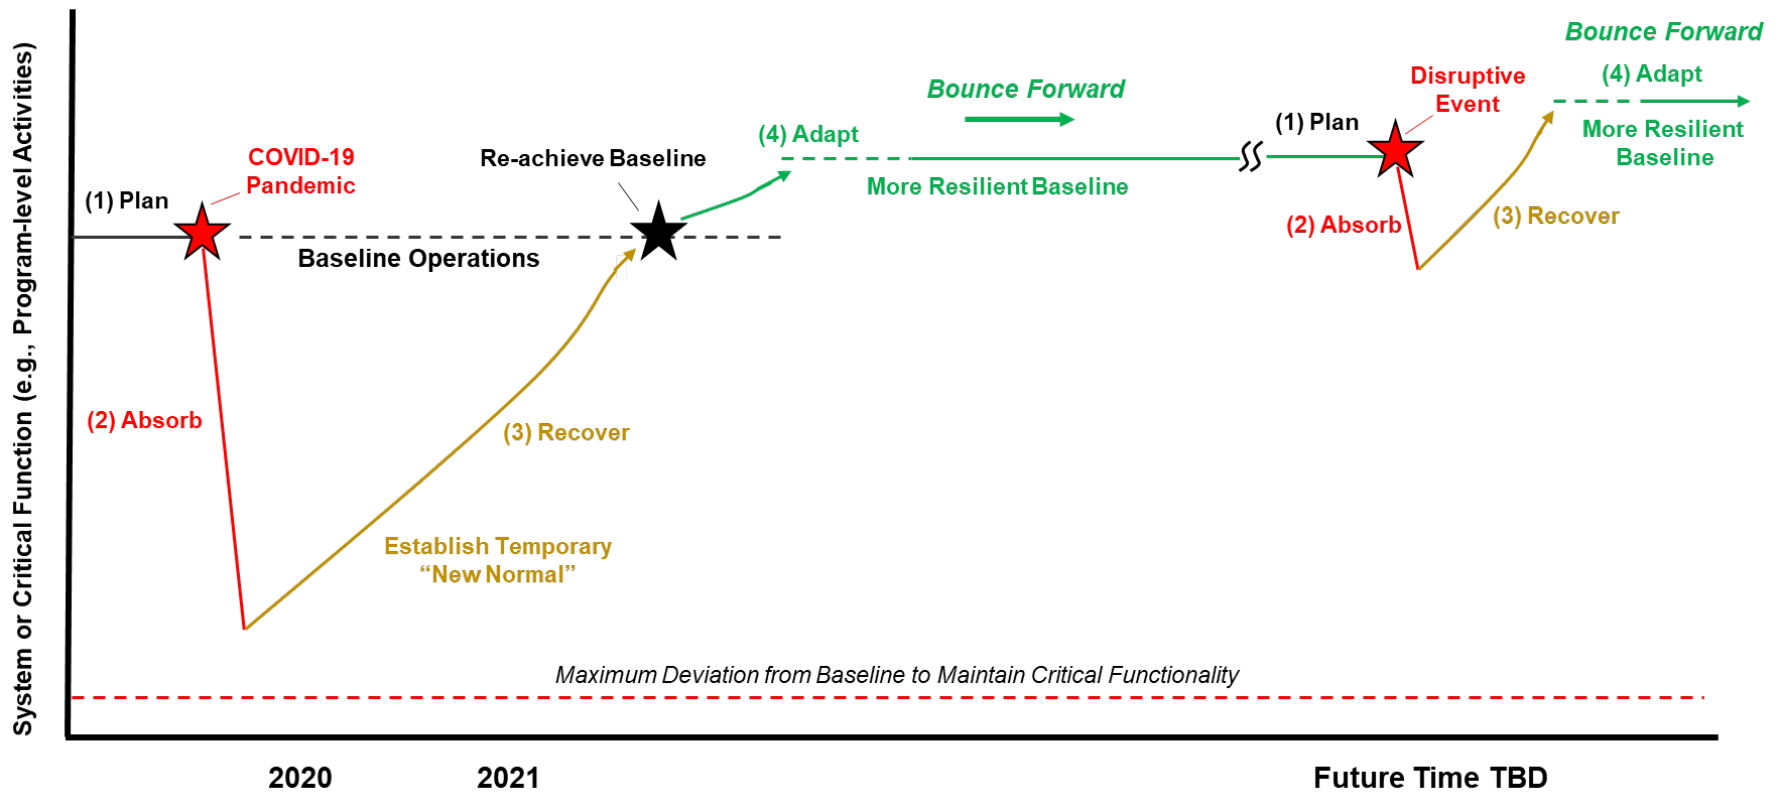 System or Critical Function (e.g., Program-level Activities)
(1) Plan
COVID-19
Pandemic
(2) Absorb
Baseline Operations
Re-achieve Baseline
(3) Recover
Establish Temporary
“New Normal”
(4) Adapt
Bounce Forward
More Resilient Baseline
(1) Plan
Disruptive
Event
(2) Absorb
(3) Recover
Bounce Forward
(4) Adapt
More Resilient
Baseline
Maximum Deviation from Baseline to Maintain Critical Functionality
2020
2021
Future Time TBD